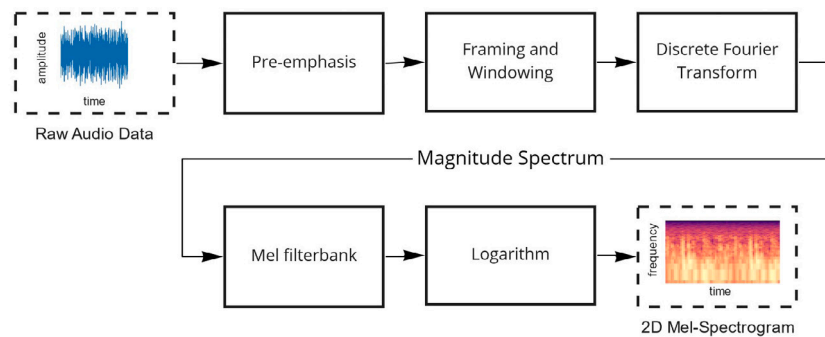 amplitude
time
Raw Audio Data
Pre-emphasis
Framing and
Windowing
Discrete Fourier
Transform
Magnitude Spectrum
Mel filterbank
Logarithm
frequency
time
2D Mel-Spectrogram